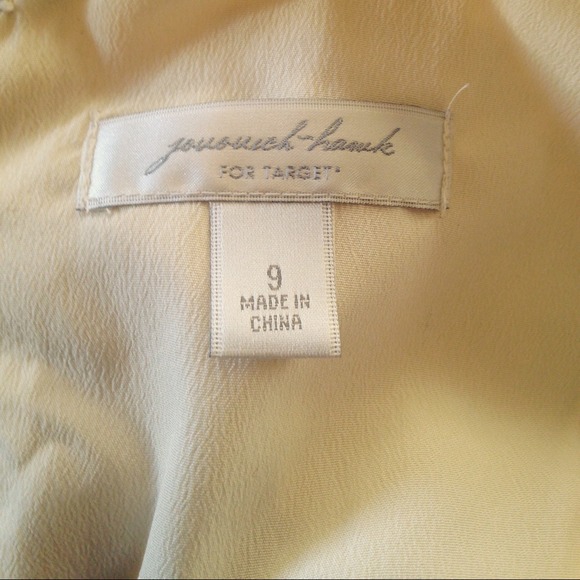 jovovich-hawk
FOR TARGET®
9
MADE IN
CHINA